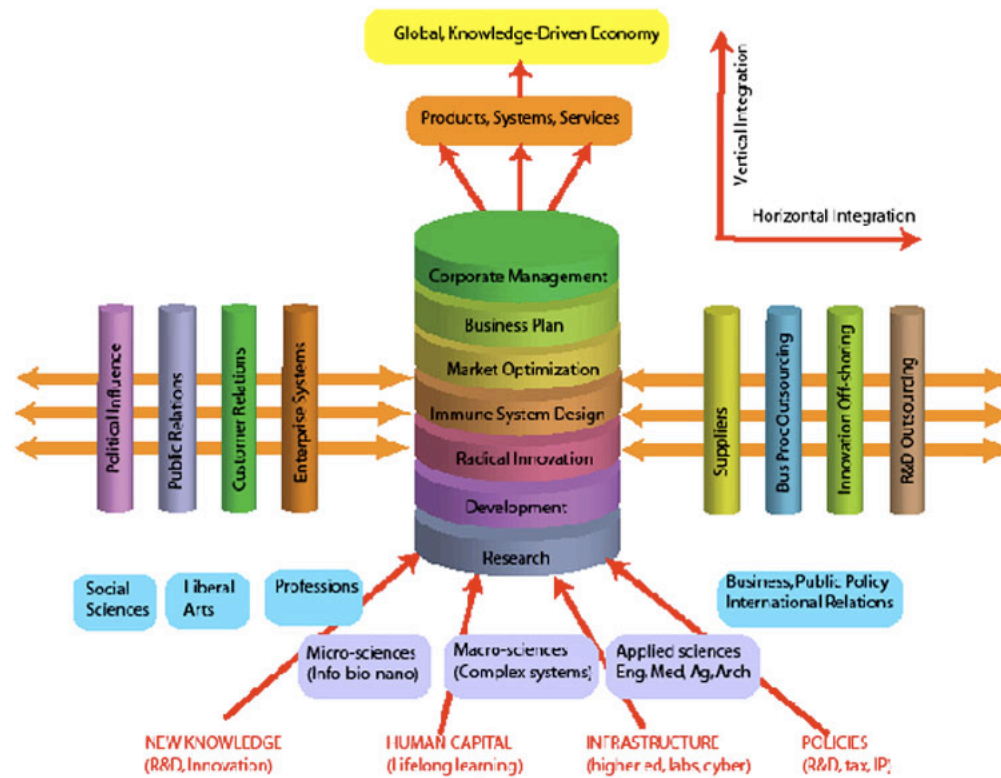 Global, Knowledge-Driven Economy
Products, Systems, Services
Vertical Integration
Horizontal Integration
Corporate Management
Business Plan
Market Optimization
Immune System Design
Radical Innovation
Development
Research
Political Influence
Public Relations
Customer Relations
Enterprise Systems
Suppliers
Bus Proc Outsourcing
Innovation Off-shoring
R&D Outsourcing
Social
Sciences
Liberal
Arts
Professions
Business, Public Policy
International Relations
Micro-sciences
(Info bio nano)
Macro-sciences
(Complex systems)
Applied sciences
Eng, Med, Ag, Arch
NEW KNOWLEDGE
(R&D, Innovation)
HUMAN CAPITAL
(Lifelong learning)
INFRASTRUCTURE
(higher ed, labs, cyber)
POLICIES
(R&D, tax, IP)